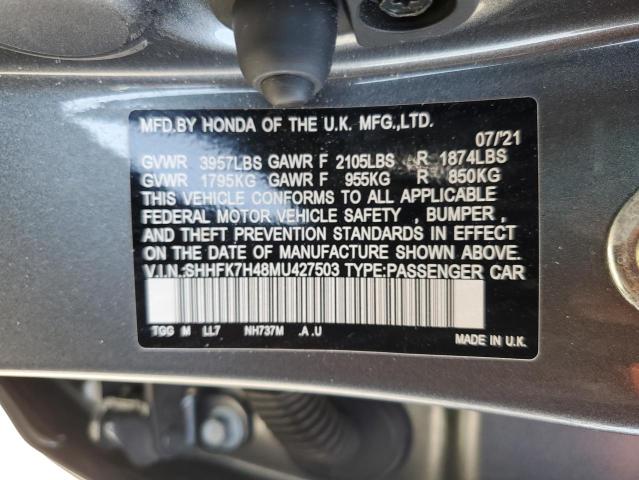 MFD.BY HONDA OF THE U.K. MFG.,LTD.
07/'21
GVWR 3957LBS GAWR F 2105LBS R 1874LBS
GVWR 1795KG GAWR F 955KG R 850KG
THIS VEHICLE CONFORMS TO ALL APPLICABLE
FEDERAL MOTOR VEHICLE SAFETY , BUMPER ,
AND THEFT PREVENTION STANDARDS IN EFFECT
ON THE DATE OF MANUFACTURE SHOWN ABOVE.
V.I.N.:SHHFK7H48MU427503 TYPE:PASSENGER CAR
TGG M LL7 NH737M .A .U
MADE IN U.K.